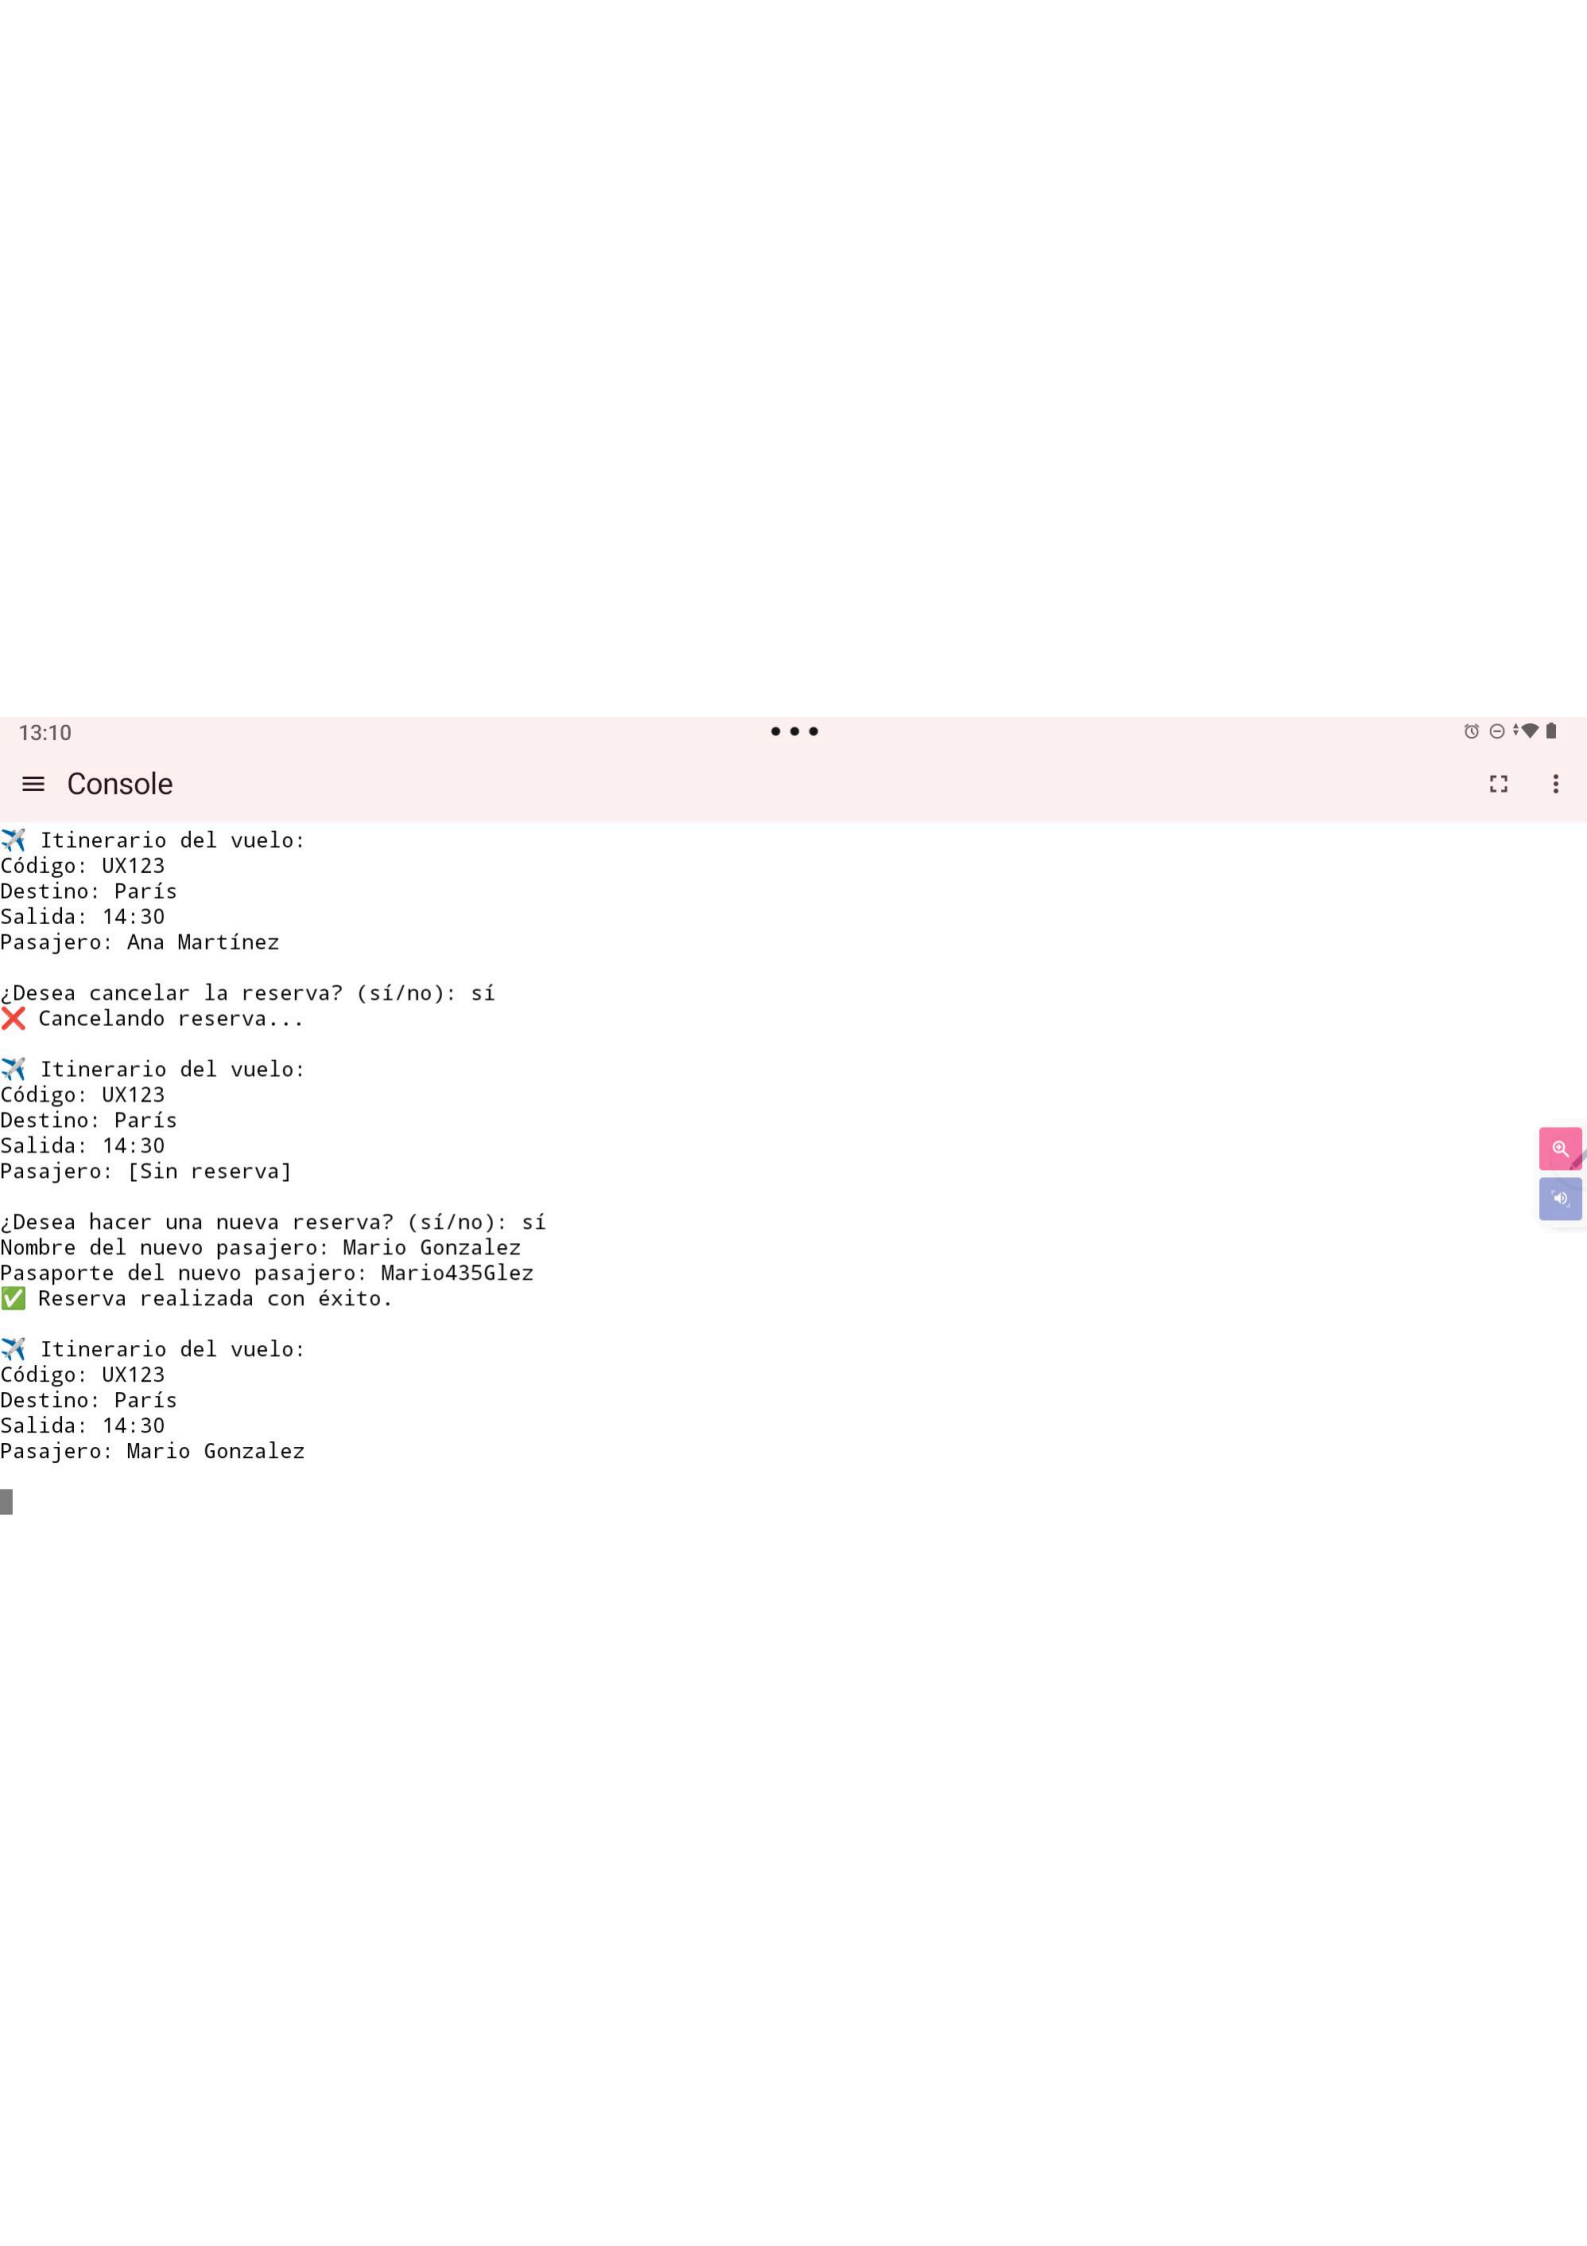 13:10
Console
✈️ Itinerario del vuelo:
Código: UX123
Destino: París
Salida: 14:30
Pasajero: Ana Martínez
¿Desea cancelar la reserva? (sí/no): sí
❌ Cancelando reserva...
✈️ Itinerario del vuelo:
Código: UX123
Destino: París
Salida: 14:30
Pasajero: [Sin reserva]
¿Desea hacer una nueva reserva? (sí/no): sí
Nombre del nuevo pasajero: Mario Gonzalez
Pasaporte del nuevo pasajero: Mario435Glez
✅ Reserva realizada con éxito.
✈️ Itinerario del vuelo:
Código: UX123
Destino: París
Salida: 14:30
Pasajero: Mario Gonzalez